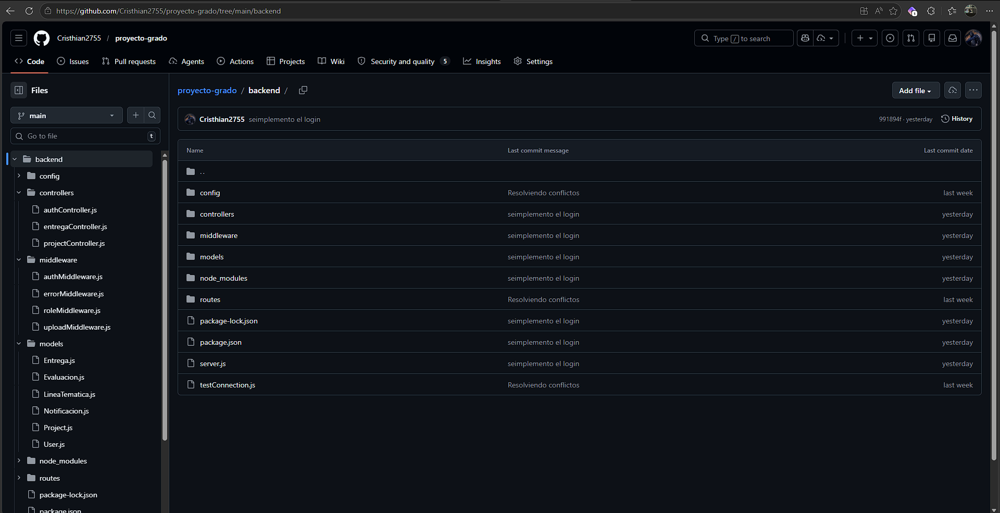 https://github.com/Cristhian2755/proyecto-grado/tree/main/backend
Cristhian2755 / proyecto-grado
Type / to search
Code Issues Pull requests Agents Actions Projects Wiki Security and quality 5 Insights Settings
Files
main
Go to file t
backend
config
controllers
authController.js
entregaController.js
projectController.js
middleware
authMiddleware.js
errorMiddleware.js
roleMiddleware.js
uploadMiddleware.js
models
Entrega.js
Evaluacion.js
LineaTematica.js
Notificacion.js
Project.js
User.js
node_modules
routes
package-lock.json
package.json
proyecto-grado / backend /
Add file
Cristhian2755 seimplemento el login 991894f · yesterday History
Name Last commit message Last commit date
..
config Resolviendo conflictos last week
controllers seimplemento el login yesterday
middleware seimplemento el login yesterday
models seimplemento el login yesterday
node_modules seimplemento el login yesterday
routes Resolviendo conflictos last week
package-lock.json seimplemento el login yesterday
package.json seimplemento el login yesterday
server.js seimplemento el login yesterday
testConnection.js Resolviendo conflictos last week